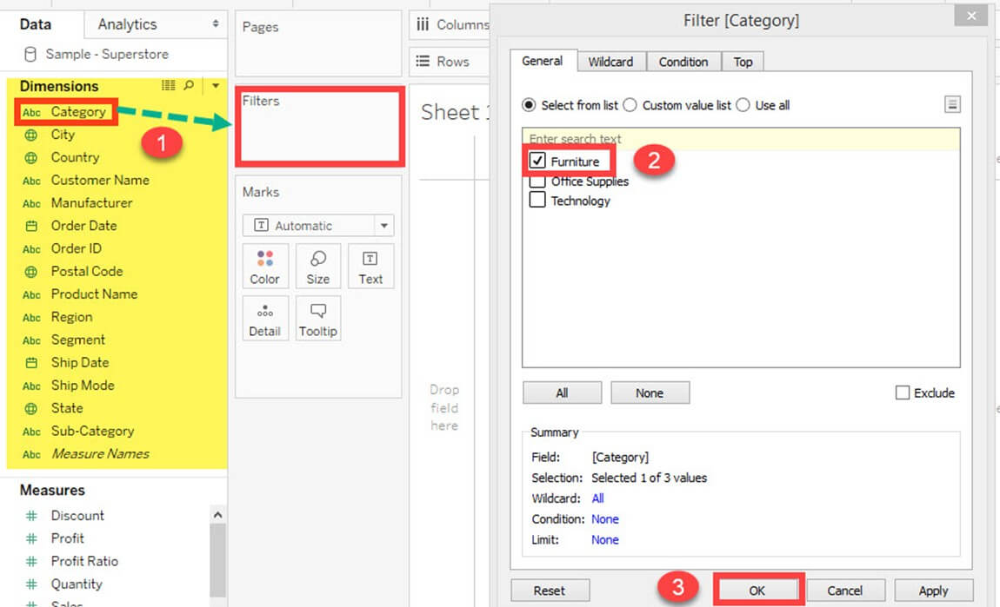 Data
Analytics
Sample - Superstore
Dimensions
Abc Category
City
Country
Abc Customer Name
Abc Manufacturer
Order Date
Abc Order ID
Postal Code
Abc Product Name
Abc Region
Abc Segment
Ship Date
Abc Ship Mode
State
Abc Sub-Category
Abc Measure Names
Measures
# Discount
# Profit
# Profit Ratio
# Quantity
# Sales
1
Pages
Filters
Marks
T Automatic
Color
Size
T
Text
Detail
Tooltip
Columns
Rows
Sheet 1
Drop
field
here
Filter [Category]
General
Wildcard
Condition
Top
Select from list
Custom value list
Use all
Enter search text
Furniture
2
Office Supplies
Technology
All
None
Exclude
Summary
Field: [Category]
Selection: Selected 1 of 3 values
Wildcard: All
Condition: None
Limit: None
Reset
3
OK
Cancel
Apply